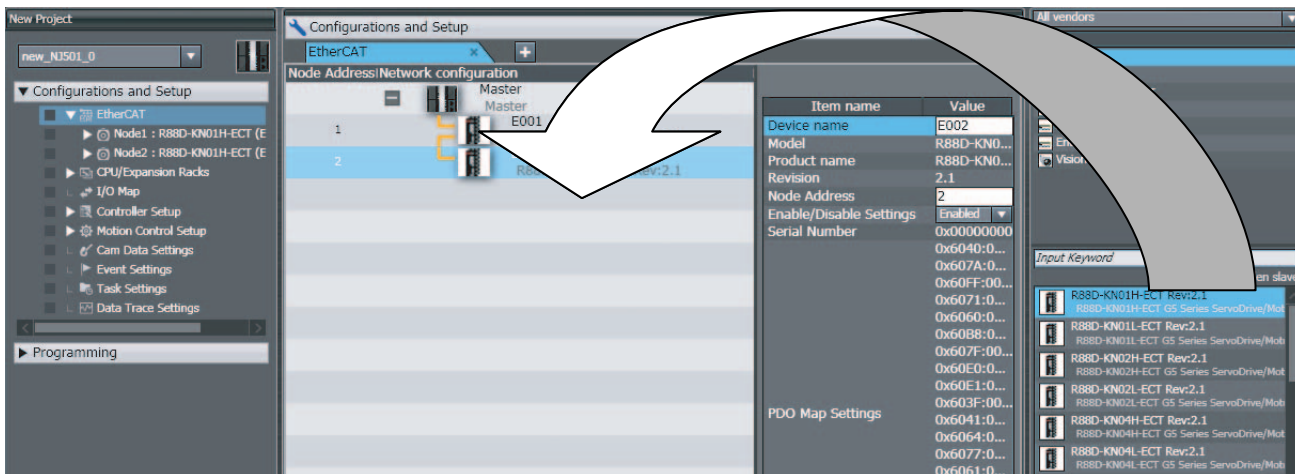 New Project
new_NJ501_0
Configurations and Setup
EtherCAT
Node1 : R88D-KN01H-ECT (E
Node2 : R88D-KN01H-ECT (E
CPU/Expansion Racks
I/O Map
Controller Setup
Motion Control Setup
Cam Data Settings
Event Settings
Task Settings
Data Trace Settings
Programming
Configurations and Setup
EtherCAT
Node Address|Network configuration
Master
Master
1
E001
2
Rev:2.1
Item name Value
Device name E002
Model R88D-KN0...
Product name R88D-KN0...
Revision 2.1
Node Address 2
Enable/Disable Settings Enabled
Serial Number 0x00000000
PDO Map Settings
0x6040:0...
0x607A:0...
0x60FF:00...
0x6071:0...
0x6060:0...
0x60B8:0...
0x607F:00...
0x60E0:0...
0x60E1:0...
0x603F:00...
0x6041:0...
0x6064:0...
0x6077:0...
0x6061:0...
All vendors
Vision
Input Keyword
en slave
R88D-KN01H-ECT Rev:2.1
R88D-KN01H-ECT G5 Series ServoDrive/Mot
R88D-KN01L-ECT Rev:2.1
R88D-KN01L-ECT G5 Series ServoDrive/Mot
R88D-KN02H-ECT Rev:2.1
R88D-KN02H-ECT G5 Series ServoDrive/Mot
R88D-KN02L-ECT Rev:2.1
R88D-KN02L-ECT G5 Series ServoDrive/Mot
R88D-KN04H-ECT Rev:2.1
R88D-KN04H-ECT G5 Series ServoDrive/Mot
R88D-KN04L-ECT Rev:2.1
R88D-KN04L-ECT G5 Series ServoDrive/Mot